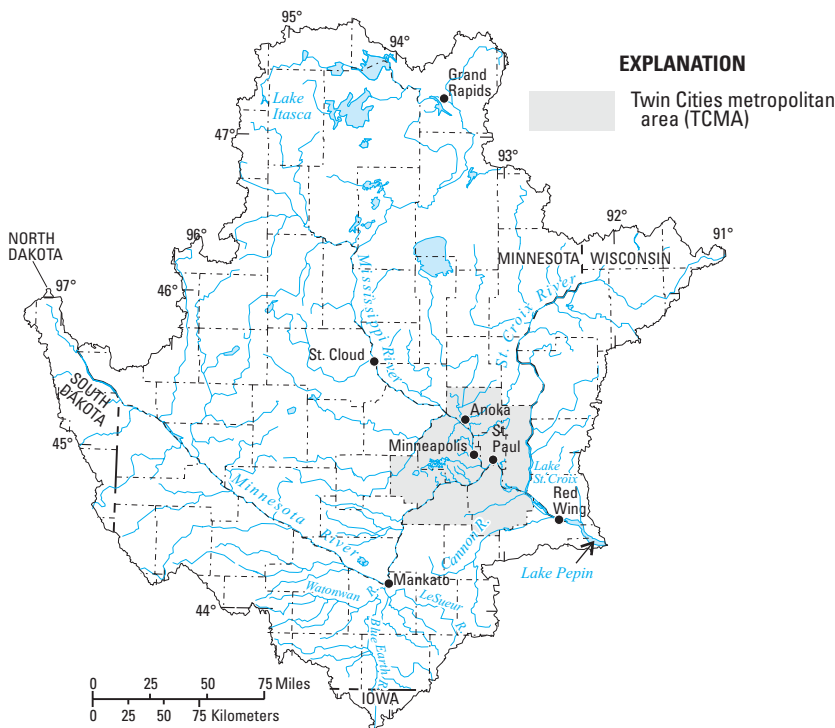 95°
94°
EXPLANATION
Grand
Rapids
Twin Cities metropolitan
area (TCMA)
Lake
Itasca
47°
93°
92°
91°
NORTH
DAKOTA
96°
MINNESOTA
WISCONSIN
97°
46°
Mississippi River
St. Croix River
St. Cloud
SOUTH
DAKOTA
Anoka
St.
Paul
Minneapolis
45°
Lake
St. Croix
Red
Wing
Minnesota River
Cannon R.
Lake Pepin
Mankato
Watonwan R.
LeSueur R.
44°
Blue Earth R.
0 25 50 75 Miles
IOWA
0 25 50 75 Kilometers